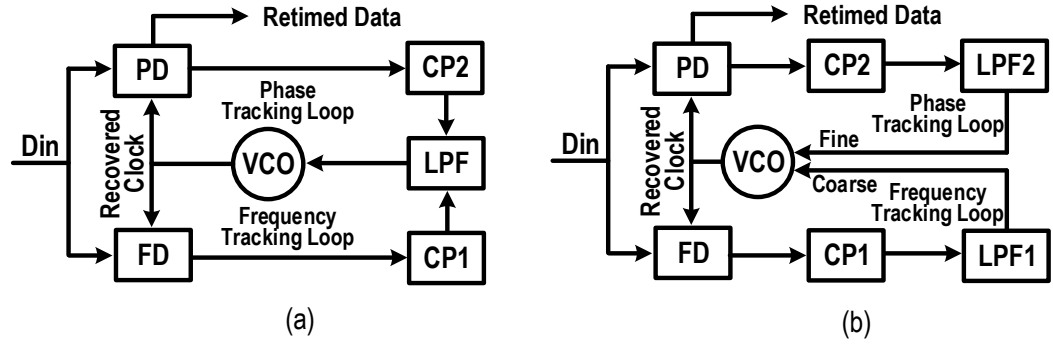 Retimed Data
PD
CP2
Phase
Tracking Loop
Din
Recovered
Clock
VCO
LPF
Frequency
Tracking Loop
FD
CP1
(a)
Retimed Data
PD
CP2
LPF2
Phase
Tracking Loop
Din
Recovered
Clock
VCO
Fine
Coarse
Frequency
Tracking Loop
FD
CP1
LPF1
(b)